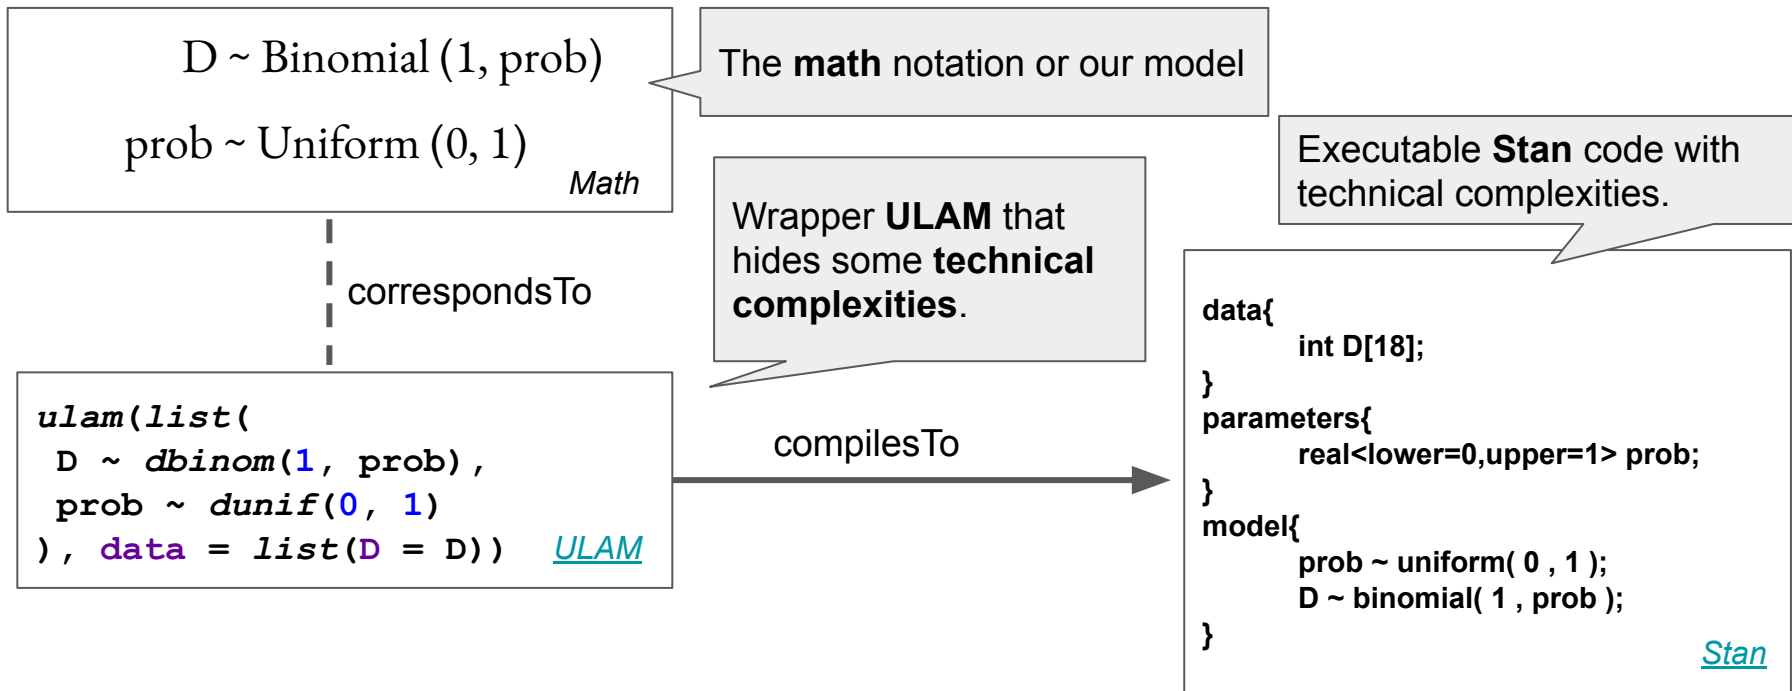 D ~ Binomial (1, prob)
prob ~ Uniform (0, 1)
Math
The math notation or our model
Executable Stan code with
technical complexities.
Wrapper ULAM that
hides some technical
complexities.
correspondsTo
ulam(list(
D ~ dbinom(1, prob),
prob ~ dunif(0, 1)
), data = list(D = D))
ULAM
compilesTo
data{
int D[18];
}
parameters{
real<lower=0,upper=1> prob;
}
model{
prob ~ uniform( 0 , 1 );
D ~ binomial( 1 , prob );
}
Stan